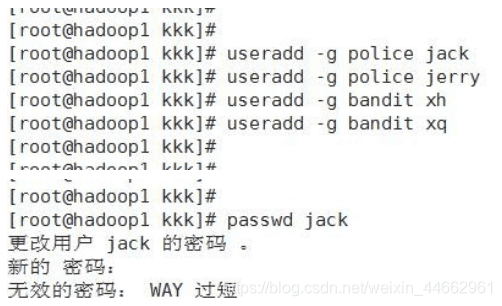 [root@hadoop1 kkk]#
[root@hadoop1 kkk]#
[root@hadoop1 kkk]# useradd -g police jack
[root@hadoop1 kkk]# useradd -g police jerry
[root@hadoop1 kkk]# useradd -g bandit xh
[root@hadoop1 kkk]# useradd -g bandit xq
[root@hadoop1 kkk]#
[root@hadoop1 kkk]#
[root@hadoop1 kkk]#
[root@hadoop1 kkk]# passwd jack
更改用户 jack 的密码 。
新的 密码：
无效的密码： WAY 过短
https://blog.csdn.net/weixin_44662961